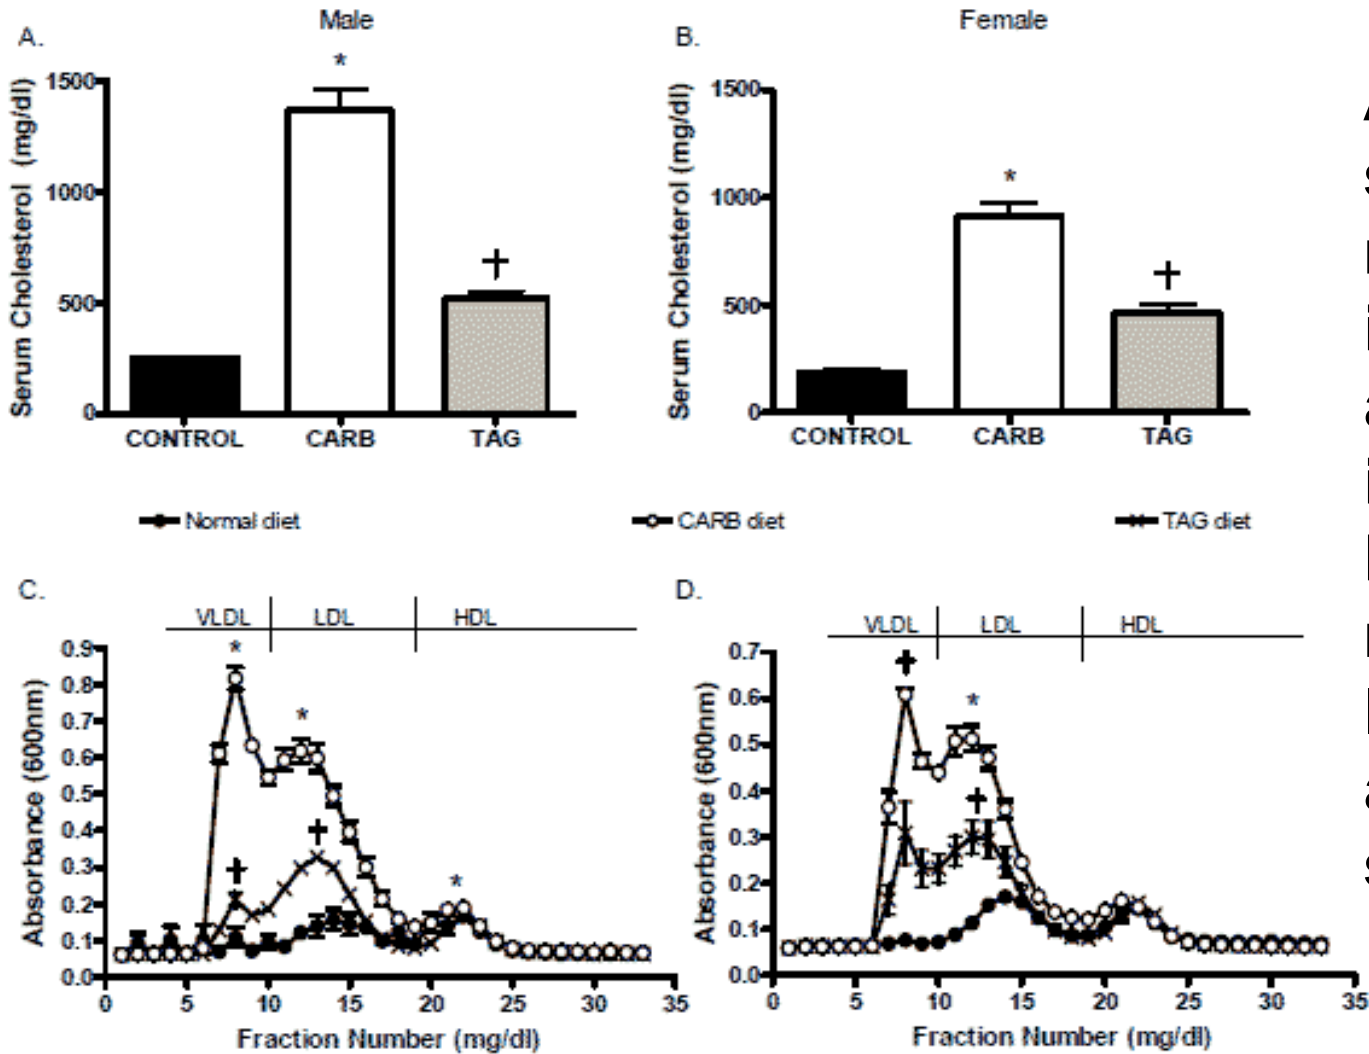 Male
Female
A.
B.
*
*
1500
1000
500
0
Serum Cholesterol (mg/dl)
CONTROL CARB TAG
1500
1000
500
0
Serum Cholesterol (mg/dl)
CONTROL CARB TAG
Normal diet
CARB diet
TAG diet
C.
D.
VLDL LDL HDL
VLDL LDL HDL
* * *
*
0.9
0.8
0.7
0.6
0.5
0.4
0.3
0.2
0.1
0.0
Absorbance (600nm)
0 5 10 15 20 25 30 35
Fraction Number (mg/dl)
0.7
0.6
0.5
0.4
0.3
0.2
0.1
0.0
Absorbance (600nm)
0 5 10 15 20 25 30 35
Fraction Number (mg/dl)